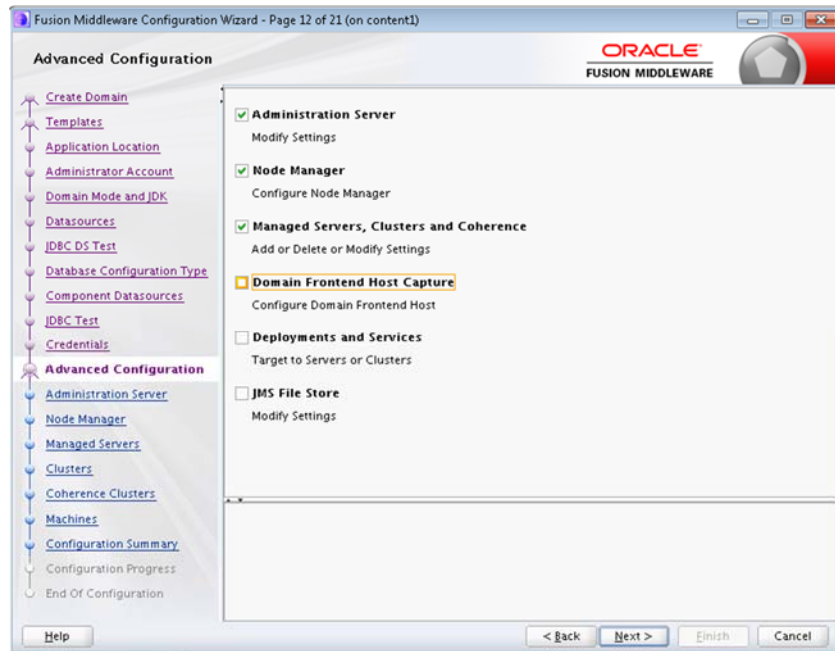 Fusion Middleware Configuration Wizard - Page 12 of 21 (on content1)
Advanced Configuration
ORACLE
FUSION MIDDLEWARE
Create Domain
Templates
Application Location
Administrator Account
Domain Mode and JDK
Datasources
JDBC DS Test
Database Configuration Type
Component Datasources
JDBC Test
Credentials
Advanced Configuration
Administration Server
Node Manager
Managed Servers
Clusters
Coherence Clusters
Machines
Configuration Summary
Configuration Progress
End Of Configuration
Administration Server
Modify Settings
Node Manager
Configure Node Manager
Managed Servers, Clusters and Coherence
Add or Delete or Modify Settings
Domain Frontend Host Capture
Configure Domain Frontend Host
Deployments and Services
Target to Servers or Clusters
JMS File Store
Modify Settings
Help
< Back
Next >
Finish
Cancel